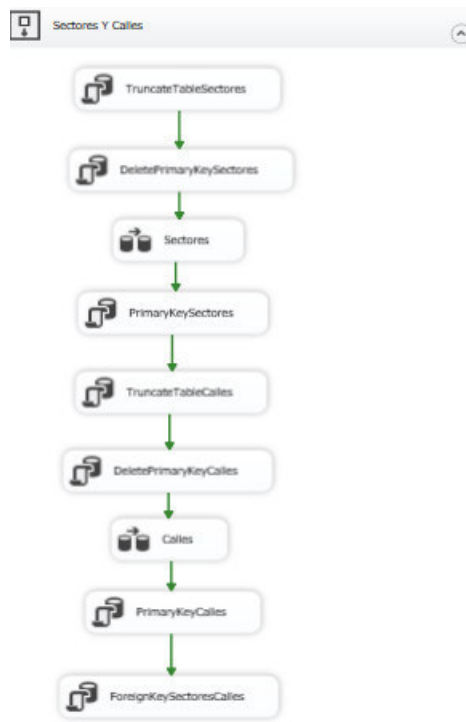 Sectores Y Calles
TruncateTableSectores
DeletePrimaryKeySectores
Sectores
PrimaryKeySectores
TruncateTableCalles
DeletePrimaryKeyCalles
Calles
PrimaryKeyCalles
ForeignKeySectoresCalles